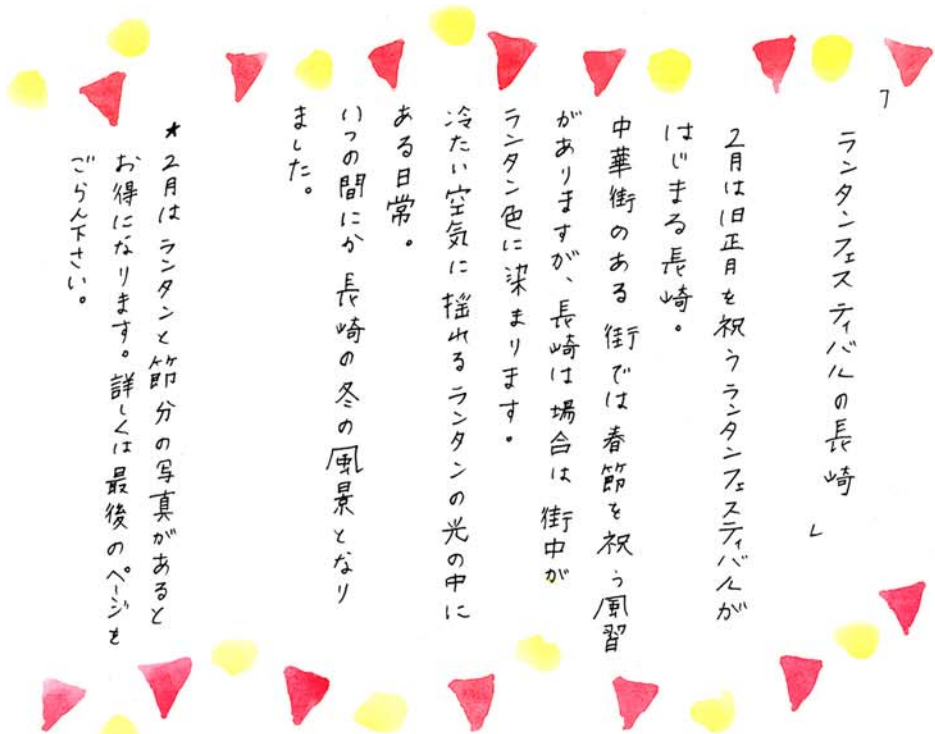 「ランタンフェスティバルの長崎」
2月は旧正月を祝うランタンフェスティバルが
はじまる長崎。
中華街のある街では春節を祝う風習
がありますが、長崎は場合は街中が
ランタン色に染まります。
冷たい空気に揺れるランタンの光の中に
ある日常。
いつの間にか長崎の冬の風景となり
ました。
★2月はランタンと節分の写真があると
お得になります。詳しくは最後のページを
ごらん下さい。